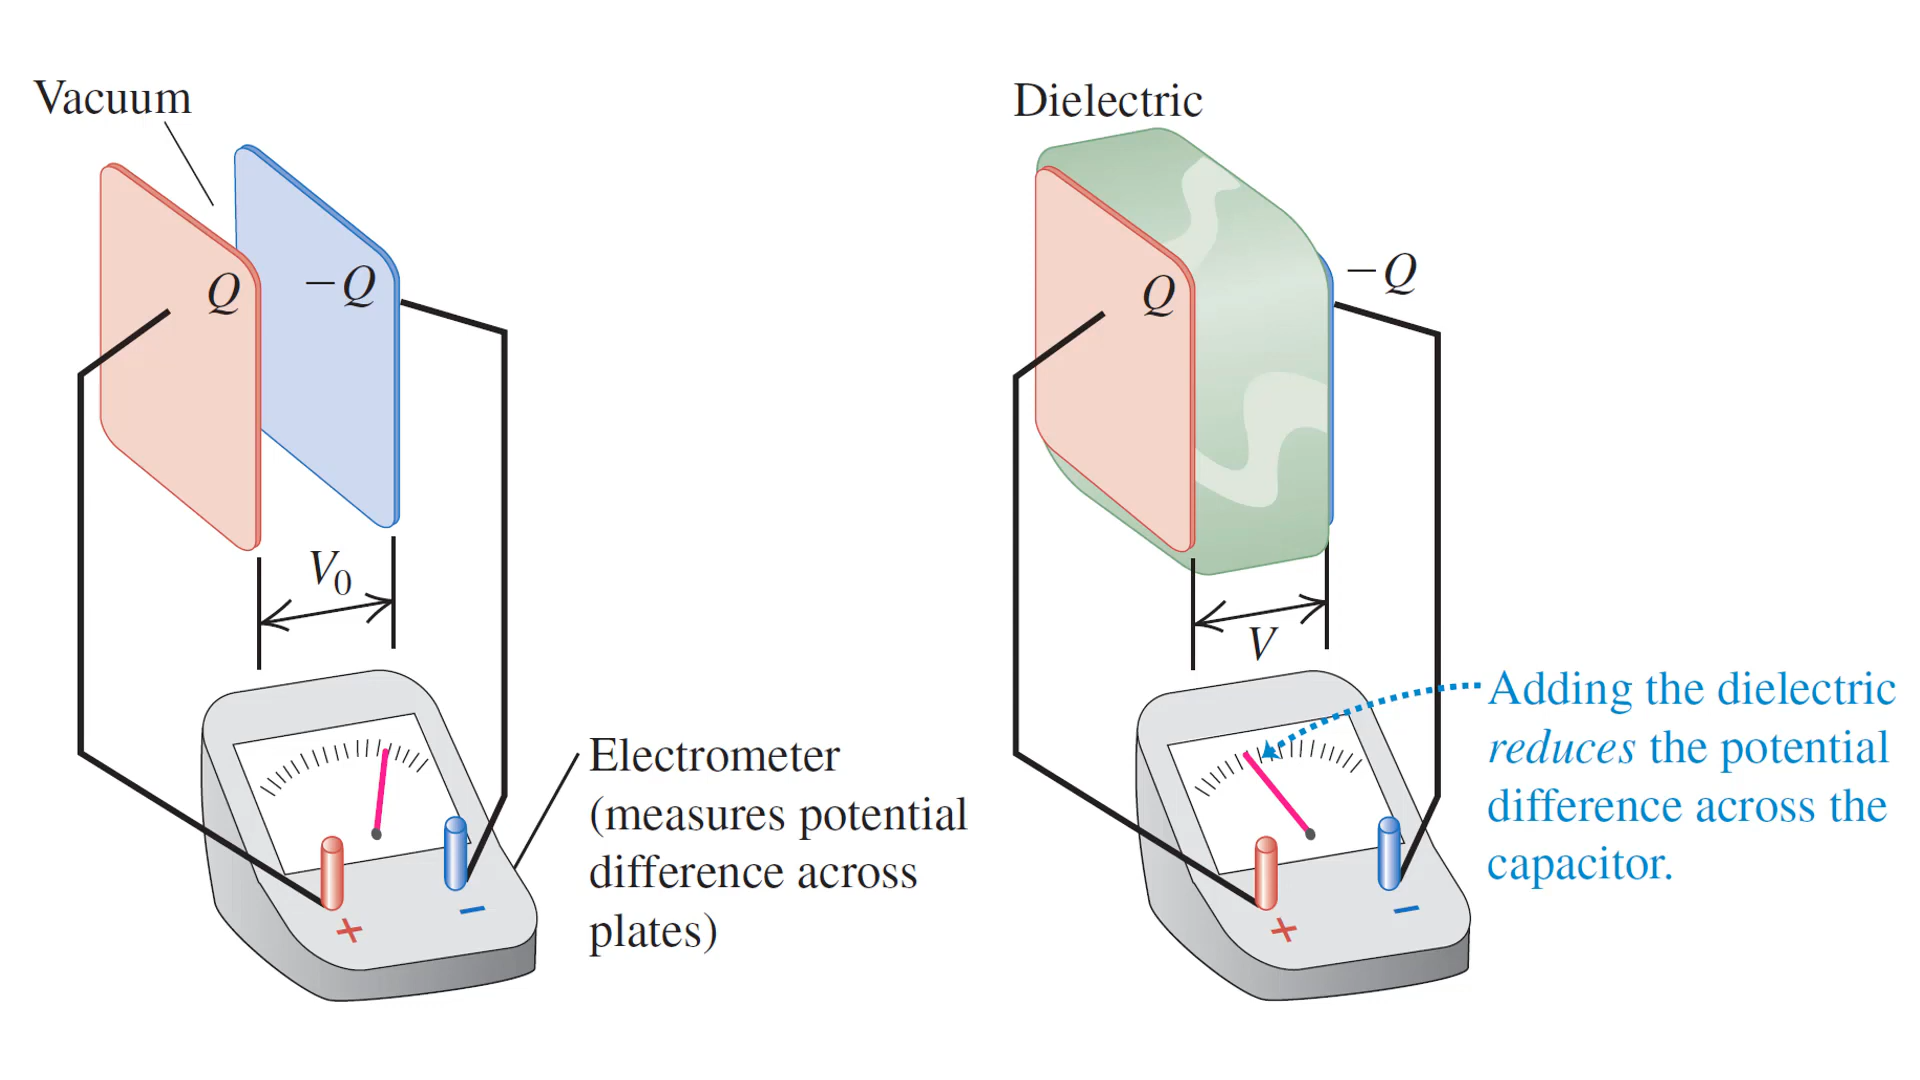 Vacuum
Q
−Q
V₀
Electrometer
(measures potential
difference across
plates)
+
−
Dielectric
Q
−Q
V
Adding the dielectric
reduces the potential
difference across the
capacitor.
+
−